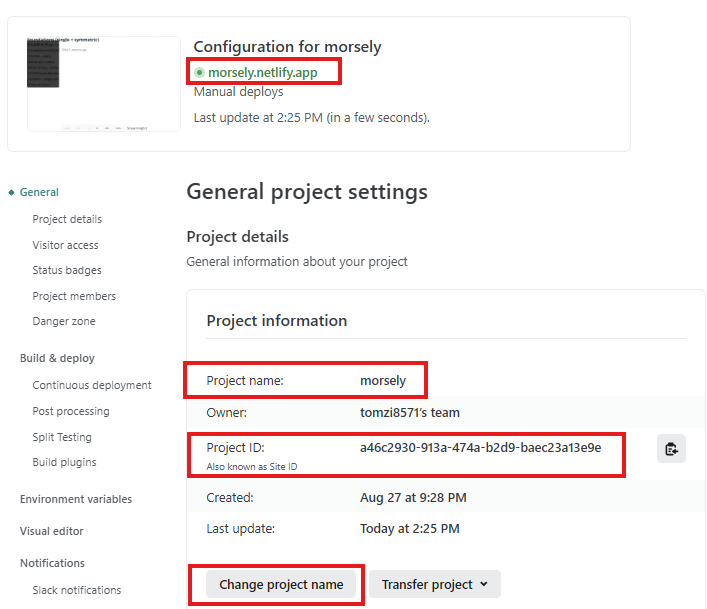 Configuration for morsely
morsely.netlify.app
Manual deploys
Last update at 2:25 PM (in a few seconds).
General
Project details
Visitor access
Status badges
Project members
Danger zone
Build & deploy
Continuous deployment
Post processing
Split Testing
Build plugins
Environment variables
Visual editor
Notifications
Slack notifications
General project settings
Project details
General information about your project
Project information
Project name: morsely
Owner: tomzi8571's team
Project ID: a46c2930-913a-474a-b2d9-baec23a13e9e
Also known as Site ID
Created: Aug 27 at 9:28 PM
Last update: Today at 2:25 PM
Change project name
Transfer project